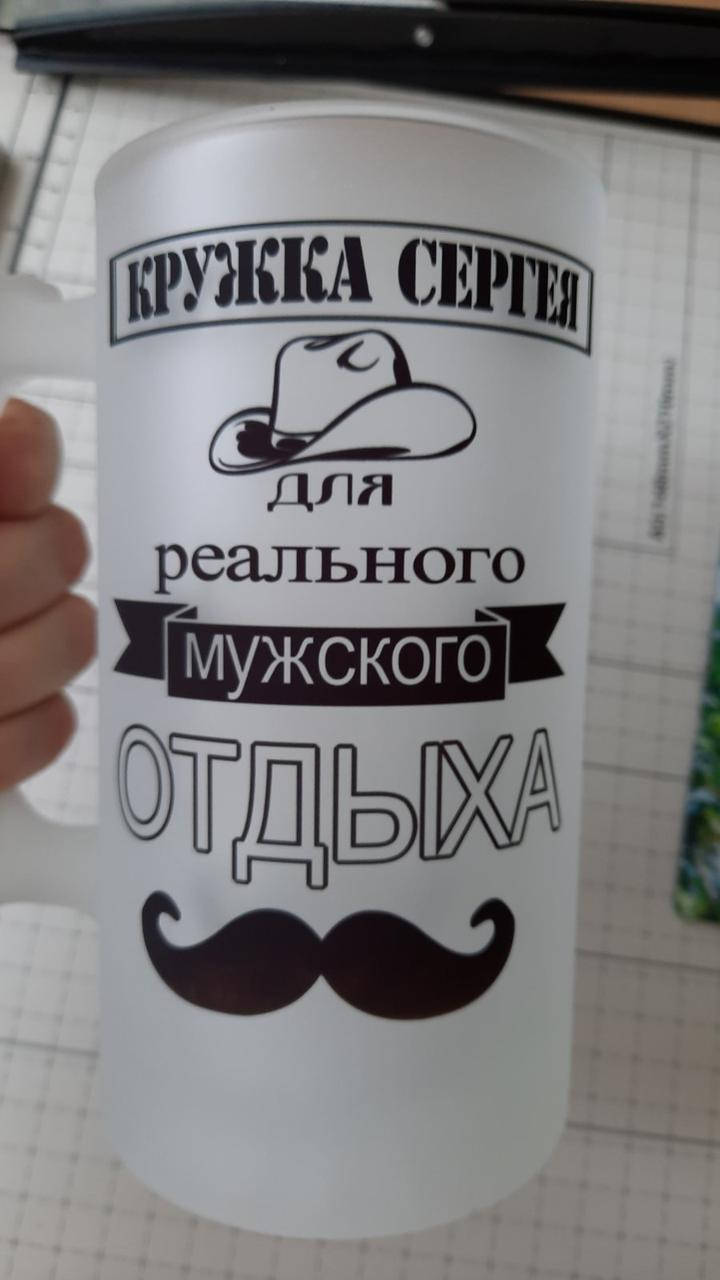 КРУЖКА СЕРГЕЯ
для
реального
мужского
ОТДЫХА